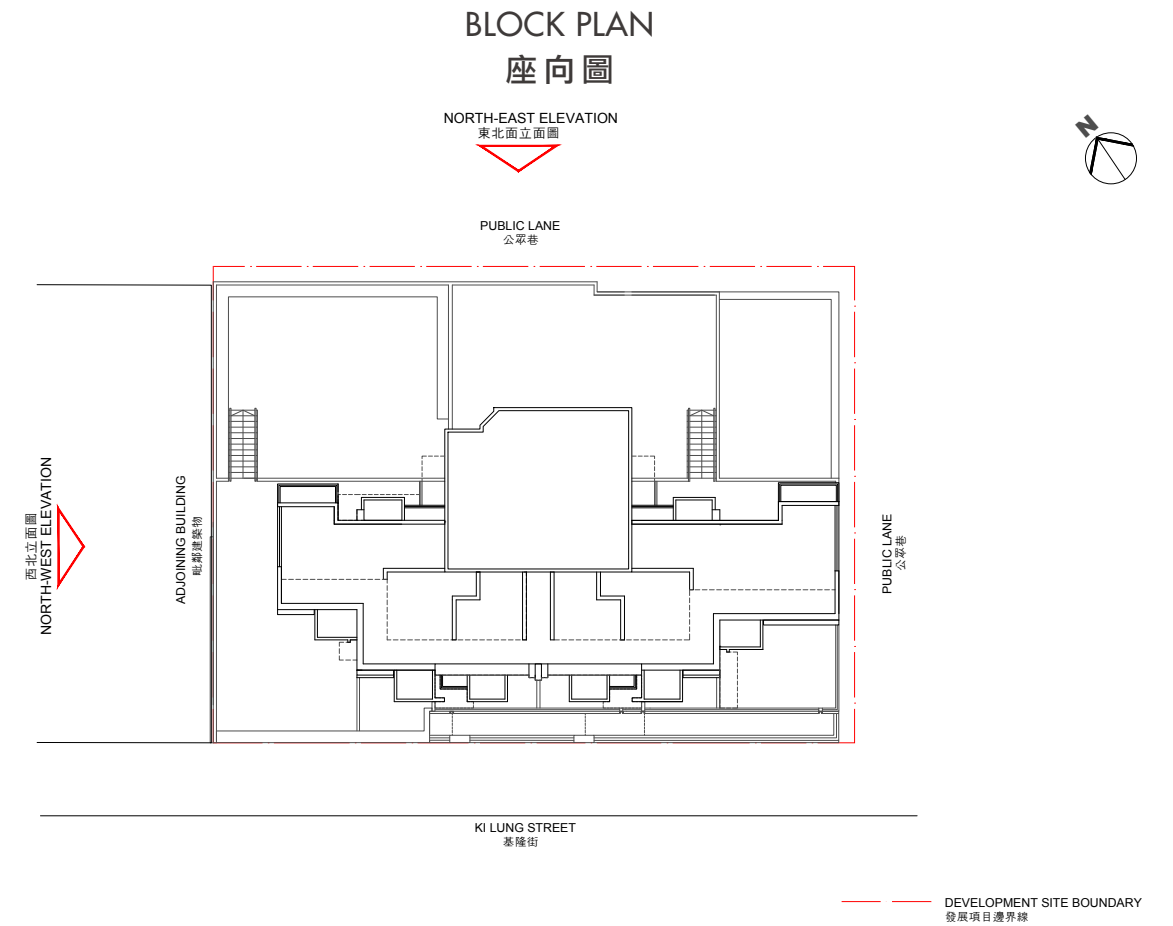 BLOCK PLAN
座向圖
NORTH-EAST ELEVATION
東北面立面圖
N
PUBLIC LANE
公眾巷
西北立面圖
NORTH-WEST ELEVATION
ADJOINING BUILDING
毗鄰建築物
PUBLIC LANE
公眾巷
KI LUNG STREET
基隆街
DEVELOPMENT SITE BOUNDARY
發展項目邊界線